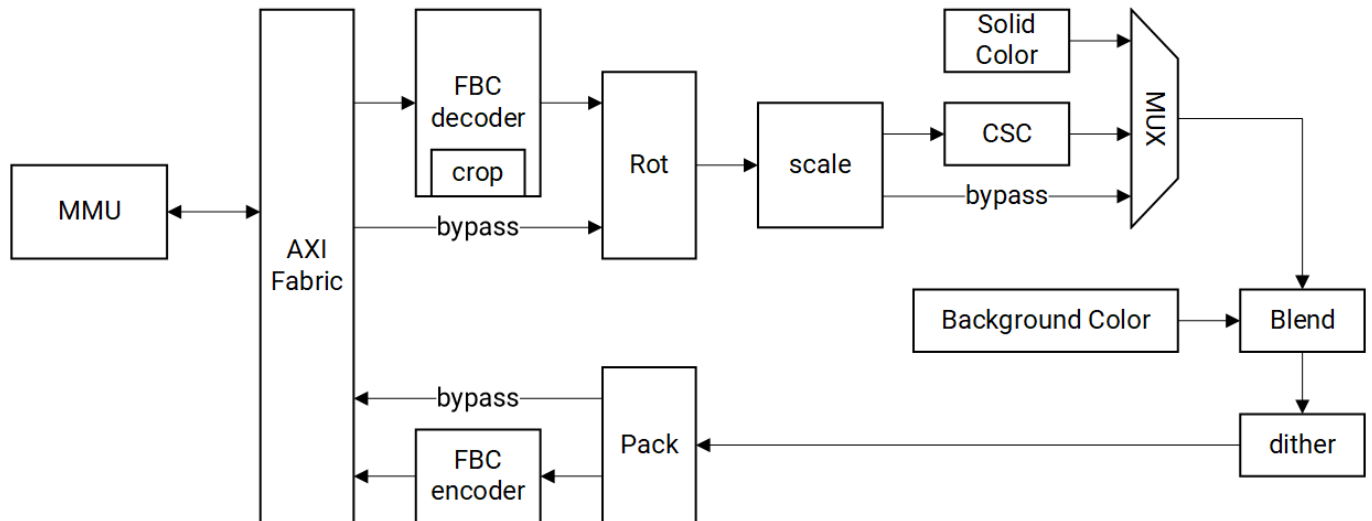 Solid
Color
FBC
decoder
crop
bypass
Rot
scale
CSC
bypass
MUX
MMU
AXI
Fabric
Background Color
Blend
bypass
Pack
FBC
encoder
dither